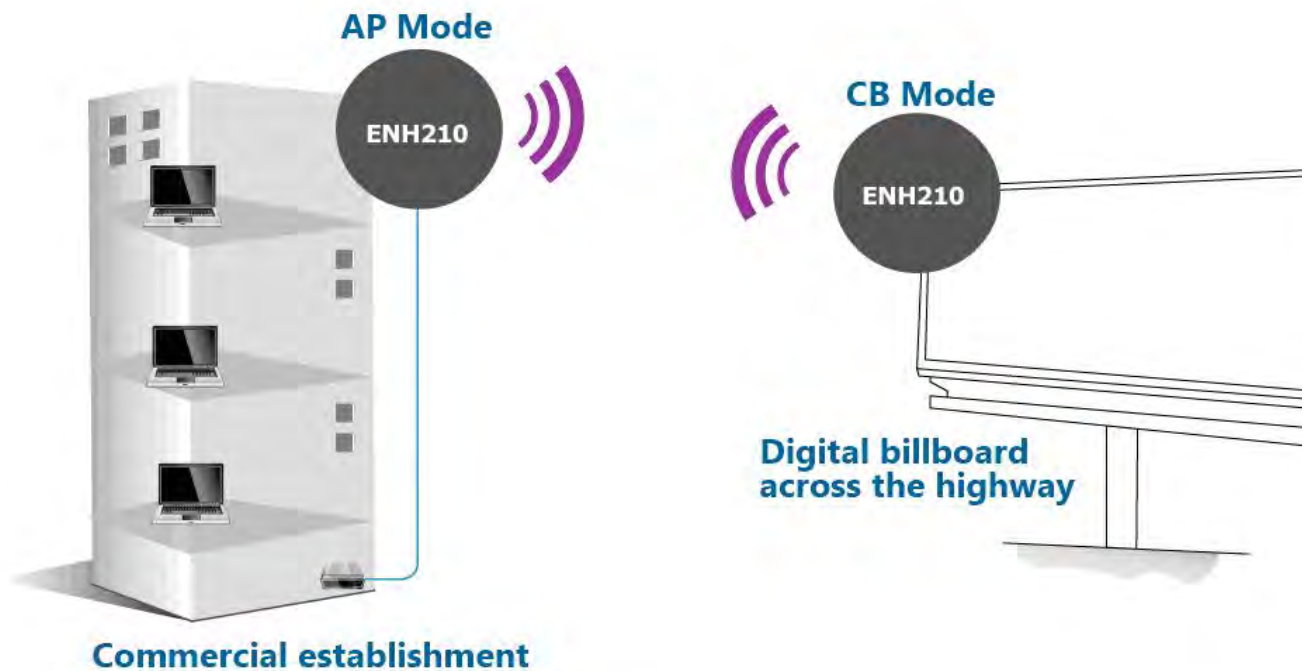 AP Mode
ENH210
CB Mode
ENH210
Digital billboard
across the highway
Commercial establishment